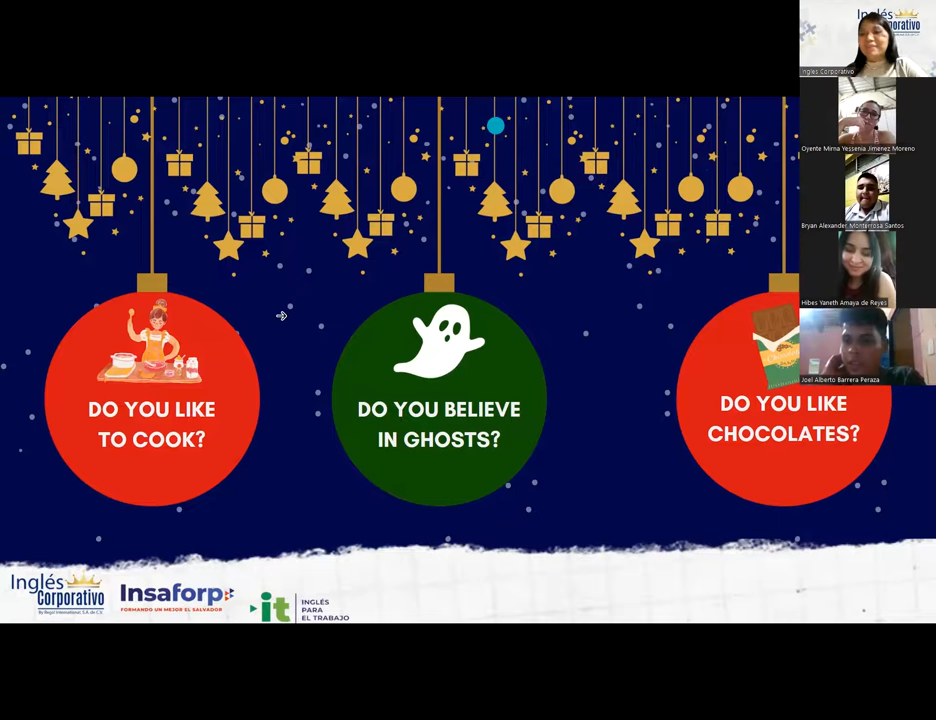 Inglés
Corporativo
Ingles Corporativo
Oyente Mirna Yessenia Jimenez Moreno
Bryan Alexander Monterrosa Santos
Hibes Yaneth Amaya de Reyes
Joel Alberto Barrera Peraza
DO YOU LIKE
TO COOK?
DO YOU BELIEVE
IN GHOSTS?
DO YOU LIKE
CHOCOLATES?
Inglés
Corporativo
Insaforp
FORMANDO UN MEJOR EL SALVADOR
it
INGLÉS
PARA
EL TRABAJO